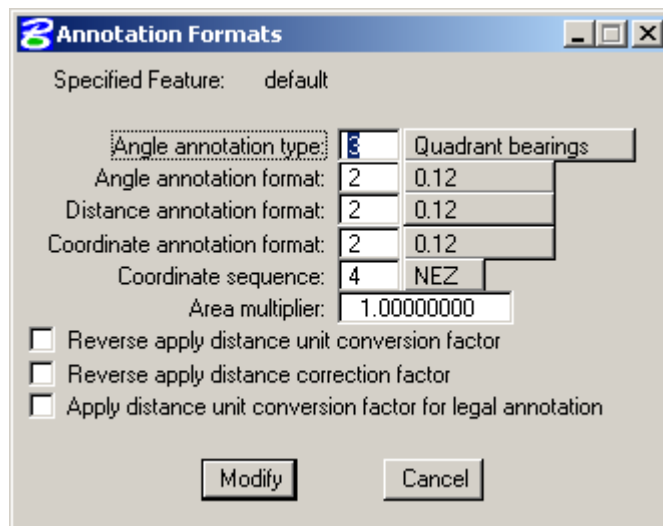 Annotation Formats
Specified Feature: default
Angle annotation type: 3 Quadrant bearings
Angle annotation format: 2 0.12
Distance annotation format: 2 0.12
Coordinate annotation format: 2 0.12
Coordinate sequence: 4 NEZ
Area multiplier: 1.00000000
Reverse apply distance unit conversion factor
Reverse apply distance correction factor
Apply distance unit conversion factor for legal annotation
Modify Cancel